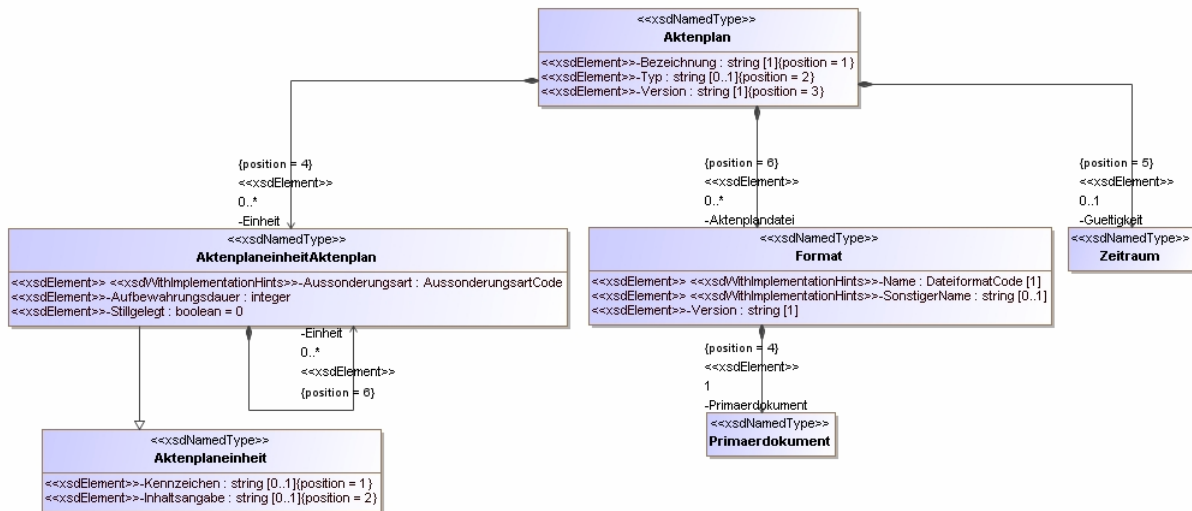 <<xsdNamedType>>
Aktenplan
<<xsdElement>>-Bezeichnung : string [1]{position = 1}
<<xsdElement>>-Typ : string [0..1]{position = 2}
<<xsdElement>>-Version : string [1]{position = 3}
{position = 4}
<<xsdElement>>
0..*
-Einheit
{position = 6}
<<xsdElement>>
0..*
-Aktenplandatei
{position = 5}
<<xsdElement>>
0..1
-Gueltigkeit
<<xsdNamedType>>
AktenplaneinheitAktenplan
<<xsdElement>> <<xsdWithImplementationHints>>-Aussonderungsart : AussonderungsartCode
<<xsdElement>>-Aufbewahrungsdauer : integer
<<xsdElement>>-Stillgelegt : boolean = 0
<<xsdNamedType>>
Format
<<xsdElement>> <<xsdWithImplementationHints>>-Name : DateiformatCode [1]
<<xsdElement>> <<xsdWithImplementationHints>>-SonstigerName : string [0..1]
<<xsdElement>>-Version : string [1]
<<xsdNamedType>>
Zeitraum
-Einheit
0..*
<<xsdElement>>
{position = 6}
{position = 4}
<<xsdElement>>
1
-Primaerdokument
<<xsdNamedType>>
Primaerdokument
<<xsdNamedType>>
Aktenplaneinheit
<<xsdElement>>-Kennzeichen : string [0..1]{position = 1}
<<xsdElement>>-Inhaltsangabe : string [0..1]{position = 2}